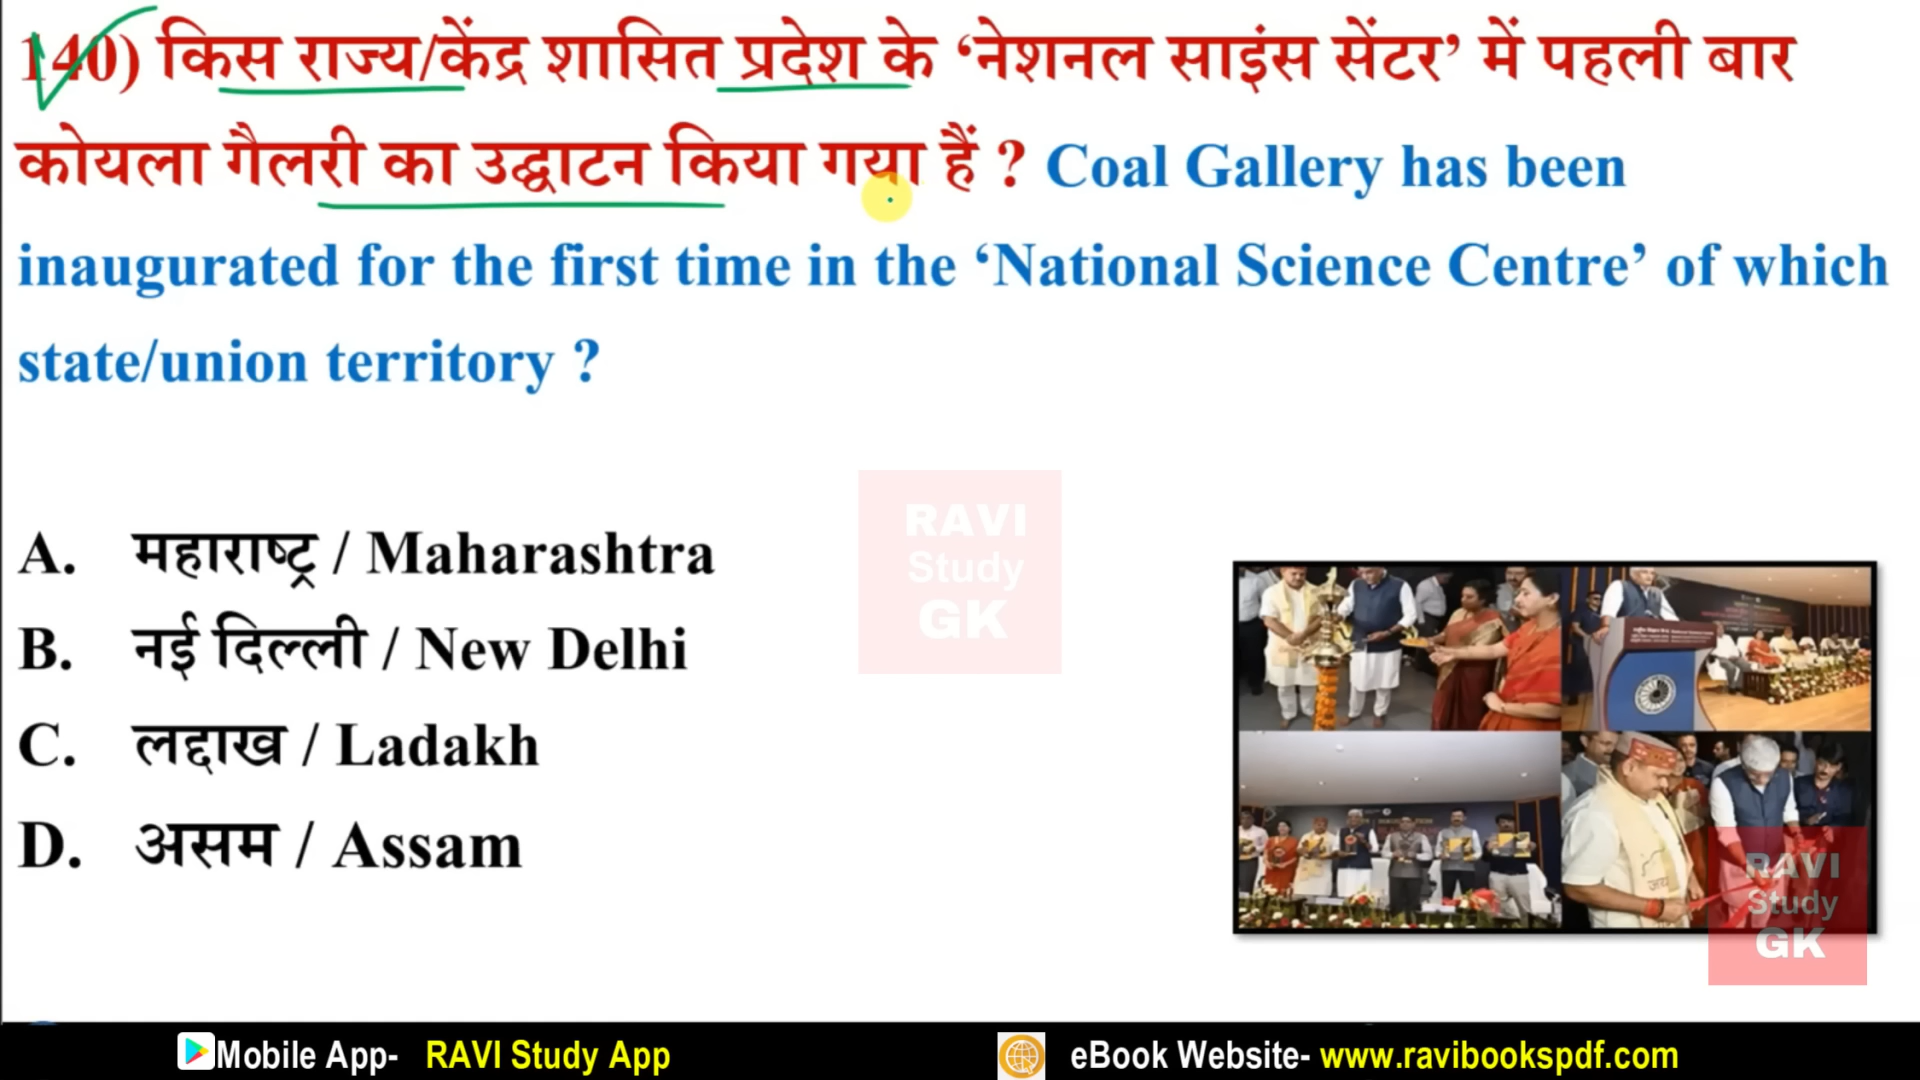 140) किस राज्य/केंद्र शासित प्रदेश के ‘नेशनल साइंस सेंटर’ में पहली बार
कोयला गैलरी का उद्घाटन किया गया हैं ? Coal Gallery has been
inaugurated for the first time in the ‘National Science Centre’ of which
state/union territory ?
A. महाराष्ट्र / Maharashtra
B. नई दिल्ली / New Delhi
C. लद्दाख / Ladakh
D. असम / Assam
RAVI
Study
GK
RAVI
Study
GK
Mobile App- RAVI Study App
eBook Website- www.ravibookspdf.com